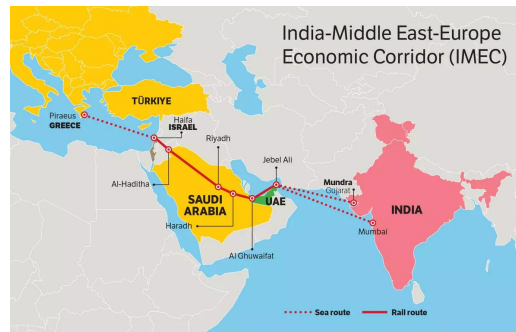 India-Middle East-Europe
Economic Corridor (IMEC)
Piraeus
GREECE
TÜRKIYE
Haifa
ISRAEL
Riyadh
Jebel Ali
Al-Haditha
SAUDI
ARABIA
UAE
Mundra
Gojarat
INDIA
Haradh
Mumbai
Al Ghuwaifat
Sea route
Rail route